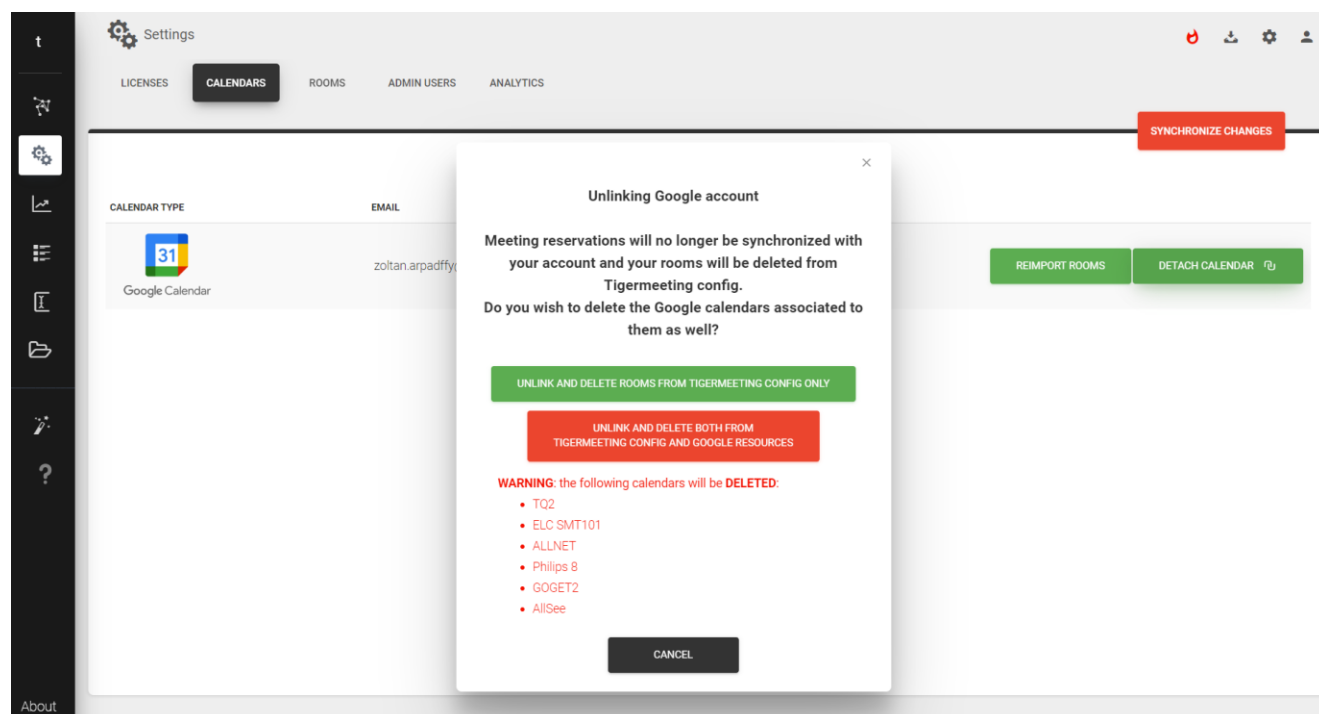 t
Settings
LICENSES CALENDARS ROOMS ADMIN USERS ANALYTICS
SYNCHRONIZE CHANGES
×
Unlinking Google account
CALENDAR TYPE EMAIL
Meeting reservations will no longer be synchronized with
your account and your rooms will be deleted from
Tigermeeting config.
Do you wish to delete the Google calendars associated to
them as well?
31
Google Calendar
zoltan.arpadffy
REIMPORT ROOMS DETACH CALENDAR
UNLINK AND DELETE ROOMS FROM TIGERMEETING CONFIG ONLY
UNLINK AND DELETE BOTH FROM
TIGERMEETING CONFIG AND GOOGLE RESOURCES
WARNING: the following calendars will be DELETED:
• TQ2
• ELC SMT101
• ALLNET
• Philips 8
• GOGET2
• AllSee
CANCEL
?
About